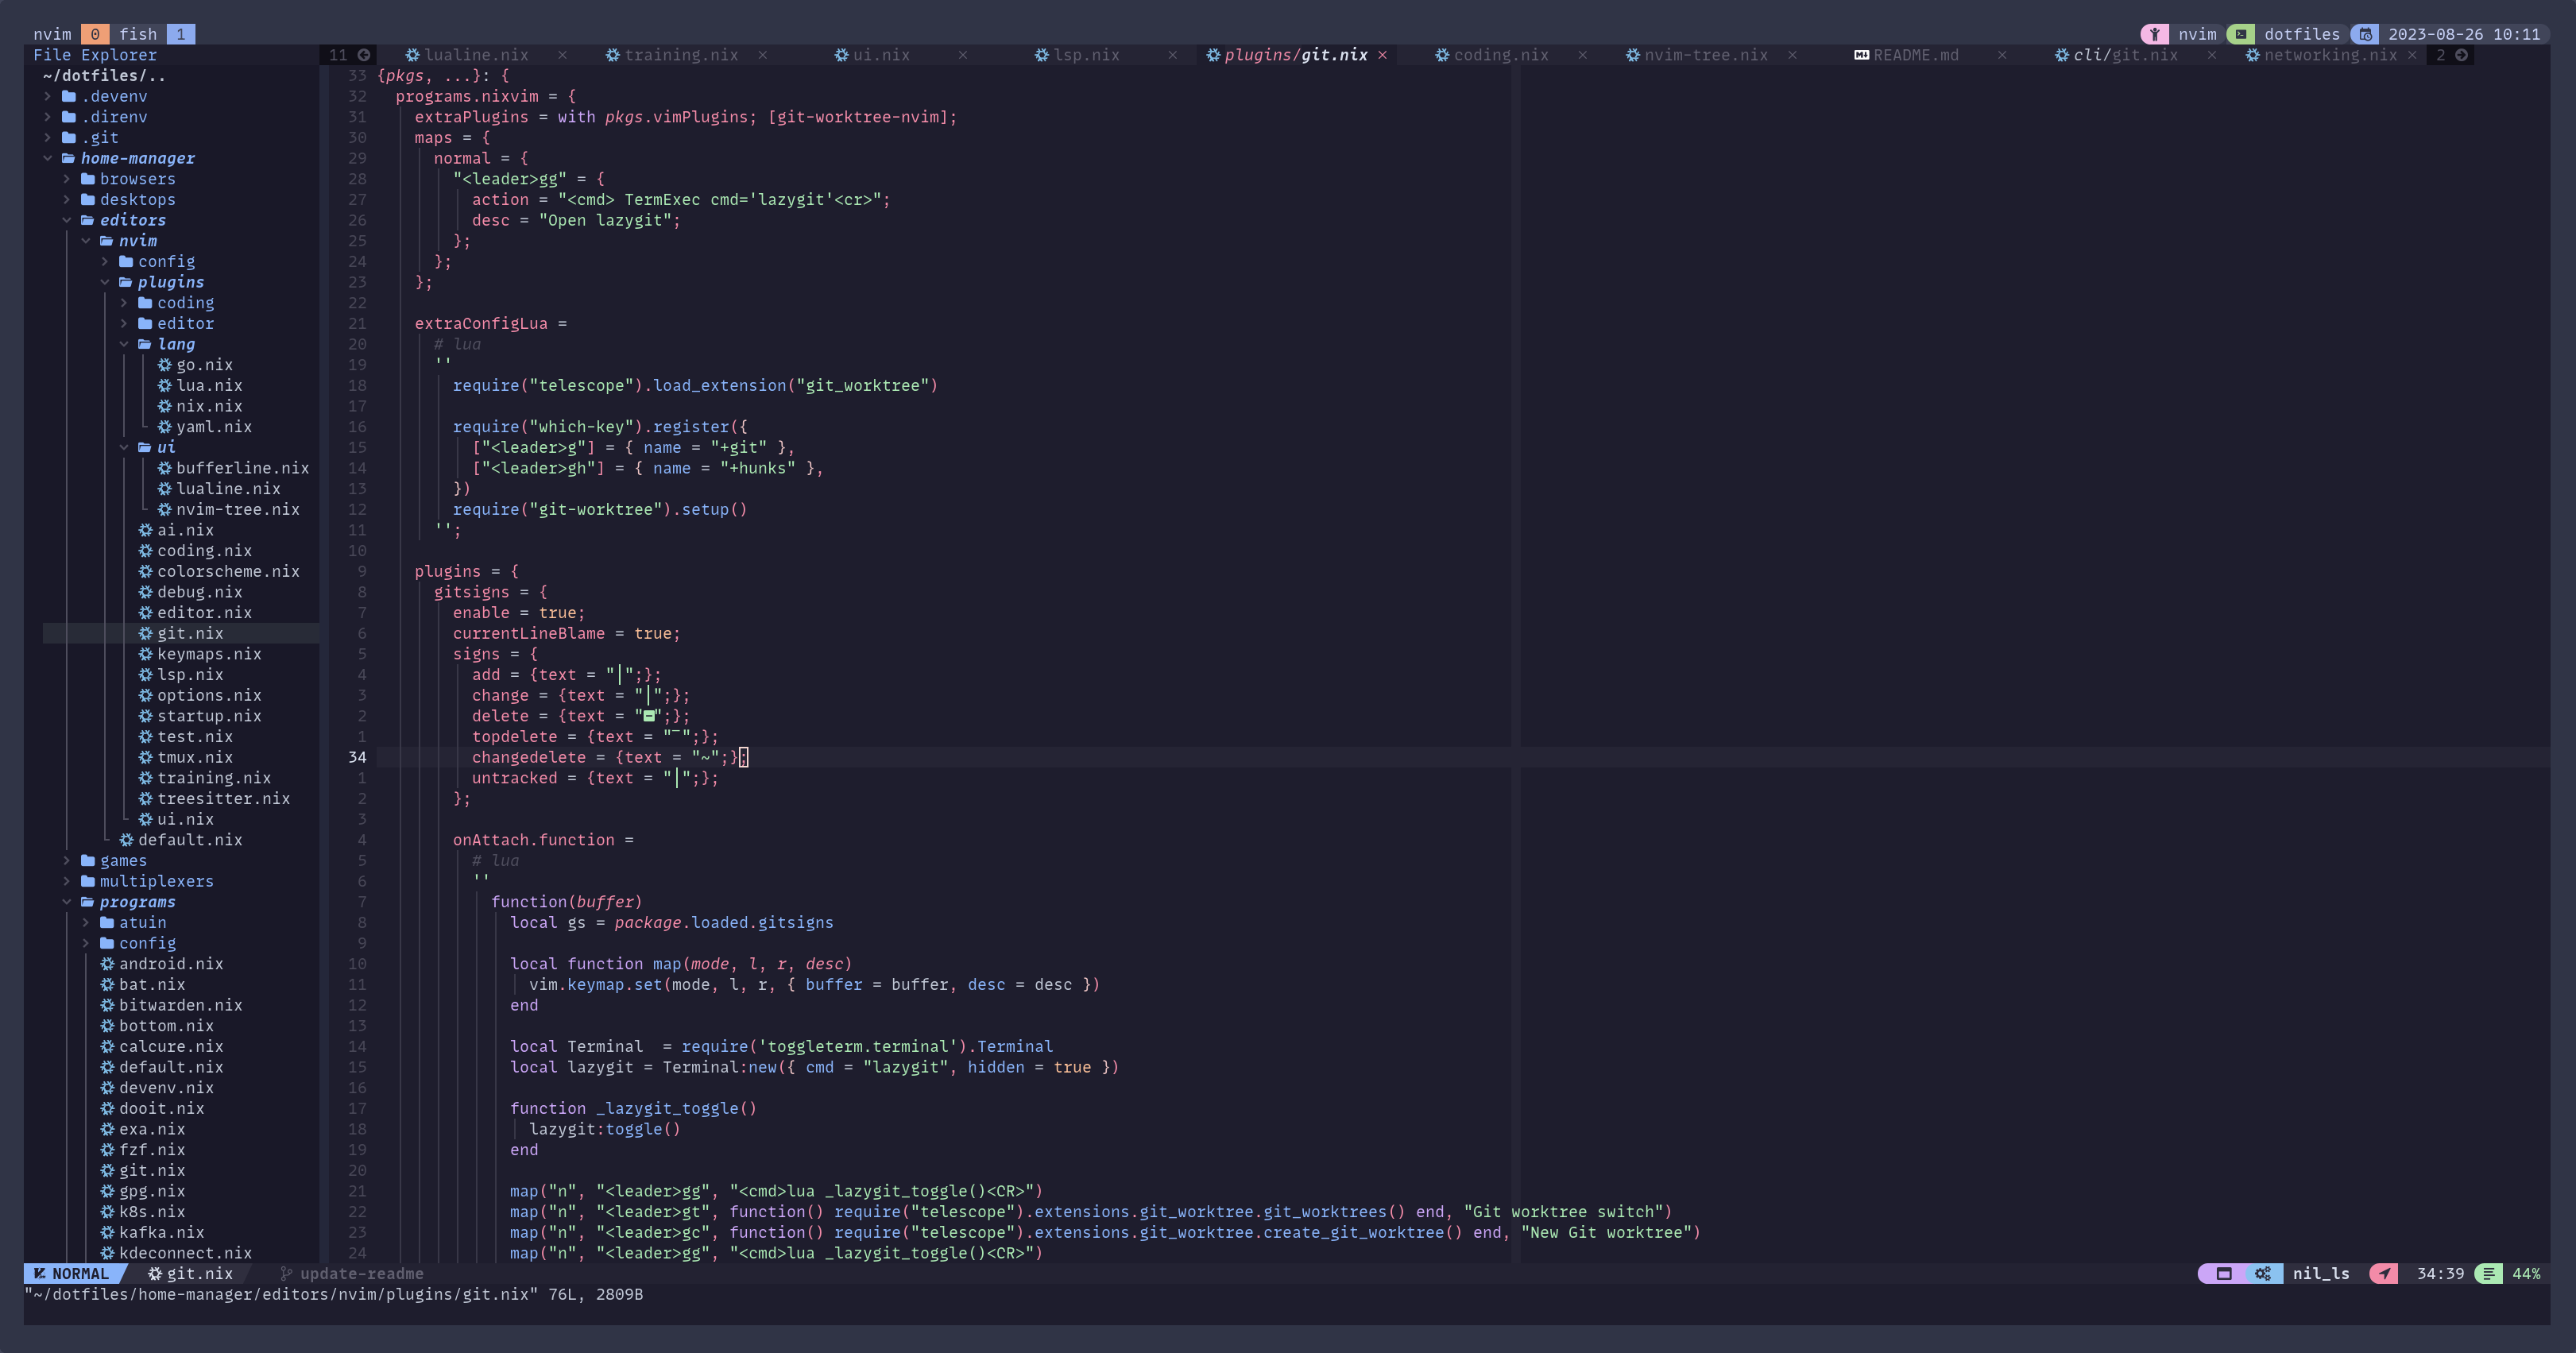 nvim 0 fish 1
nvim dotfiles 2023-08-26 10:11
File Explorer
11 lualine.nix × training.nix × ui.nix × lsp.nix × plugins/git.nix × coding.nix × nvim-tree.nix × README.md × cli/git.nix × networking.nix × 2
~/dotfiles/..
.devenv
.direnv
.git
home-manager
browsers
desktops
editors
nvim
config
plugins
coding
editor
lang
go.nix
lua.nix
nix.nix
yaml.nix
ui
bufferline.nix
lualine.nix
nvim-tree.nix
ai.nix
coding.nix
colorscheme.nix
debug.nix
editor.nix
git.nix
keymaps.nix
lsp.nix
options.nix
startup.nix
test.nix
tmux.nix
training.nix
treesitter.nix
ui.nix
default.nix
games
multiplexers
programs
atuin
config
android.nix
bat.nix
bitwarden.nix
bottom.nix
calcure.nix
default.nix
devenv.nix
dooit.nix
exa.nix
fzf.nix
git.nix
gpg.nix
k8s.nix
kafka.nix
kdeconnect.nix
33 {pkgs, ...}: {
32 programs.nixvim = {
31 extraPlugins = with pkgs.vimPlugins; [git-worktree-nvim];
30 maps = {
29 normal = {
28 "<leader>gg" = {
27 action = "<cmd> TermExec cmd='lazygit'<cr>";
26 desc = "Open lazygit";
25 };
24 };
23 };
22
21 extraConfigLua =
20 # lua
19 ''
18 require("telescope").load_extension("git_worktree")
17
16 require("which-key").register({
15 ["<leader>g"] = { name = "+git" },
14 ["<leader>gh"] = { name = "+hunks" },
13 })
12 require("git-worktree").setup()
11 '';
10
9 plugins = {
8 gitsigns = {
7 enable = true;
6 currentLineBlame = true;
5 signs = {
4 add = {text = "│";};
3 change = {text = "│";};
2 delete = {text = "";};
1 topdelete = {text = "‾";};
34 changedelete = {text = "~";};
1 untracked = {text = "│";};
2 };
3
4 onAttach.function =
5 # lua
6 ''
7 function(buffer)
8 local gs = package.loaded.gitsigns
9
10 local function map(mode, l, r, desc)
11 vim.keymap.set(mode, l, r, { buffer = buffer, desc = desc })
12 end
13
14 local Terminal  = require('toggleterm.terminal').Terminal
15 local lazygit = Terminal:new({ cmd = "lazygit", hidden = true })
16
17 function _lazygit_toggle()
18 lazygit:toggle()
19 end
20
21 map("n", "<leader>gg", "<cmd>lua _lazygit_toggle()<CR>")
22 map("n", "<leader>gt", function() require("telescope").extensions.git_worktree.git_worktrees() end, "Git worktree switch")
23 map("n", "<leader>gc", function() require("telescope").extensions.git_worktree.create_git_worktree() end, "New Git worktree")
24 map("n", "<leader>gg", "<cmd>lua _lazygit_toggle()<CR>")
NORMAL git.nix update-readme nil_ls 34:39 44%
"~/dotfiles/home-manager/editors/nvim/plugins/git.nix" 76L, 2809B